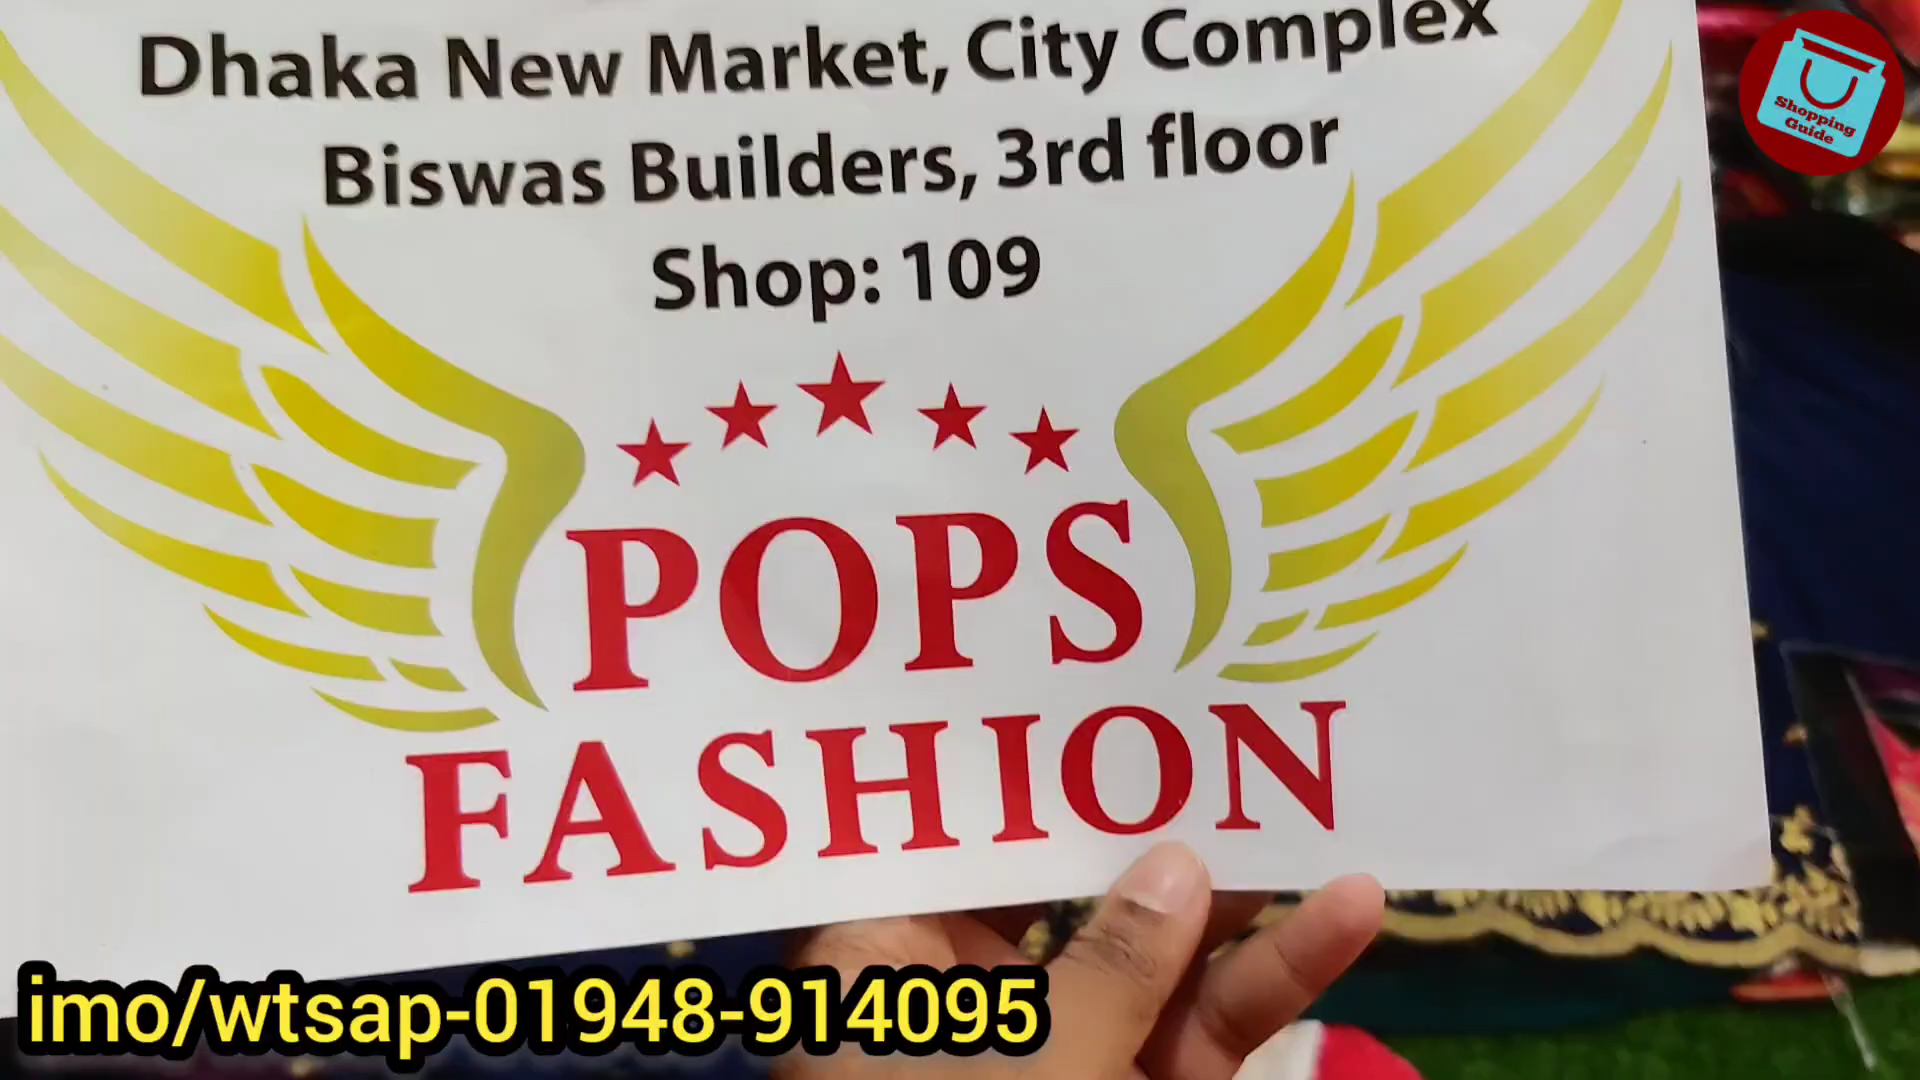 Dhaka New Market, City Complex
Biswas Builders, 3rd floor
Shop: 109
POPS
FASHION
Shopping
Guide
imo/wtsap-01948-914095